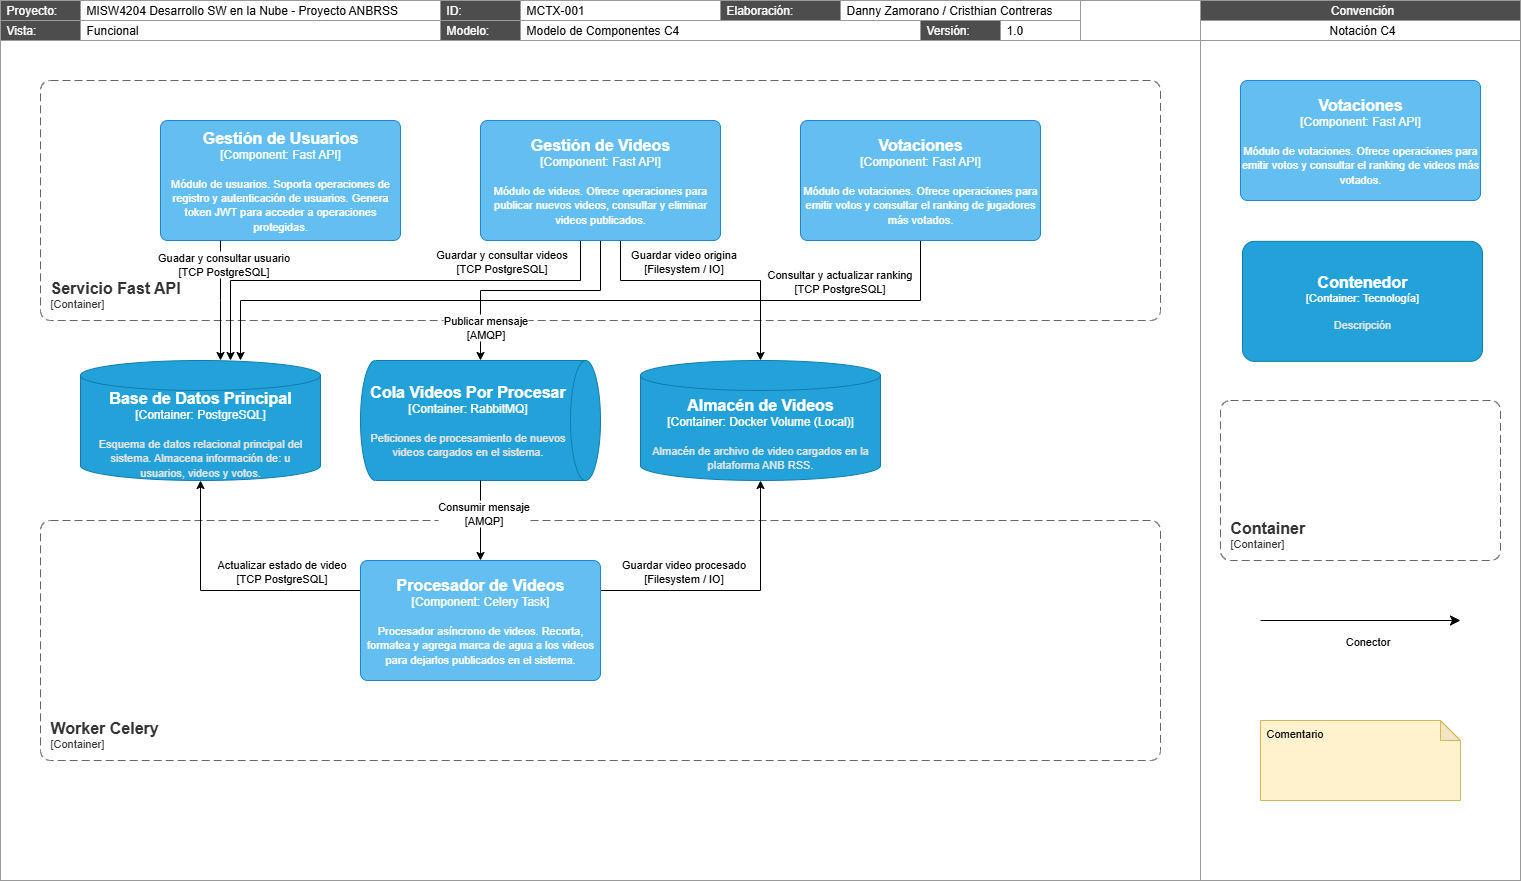 Proyecto:
MISW4204 Desarrollo SW en la Nube - Proyecto ANBRSS
ID:
MCTX-001
Elaboración:
Danny Zamorano / Cristhian Contreras
Convención
Vista:
Funcional
Modelo:
Modelo de Componentes C4
Versión:
1.0
Notación C4
Gestión de Usuarios
[Component: Fast API]
Módulo de usuarios. Soporta operaciones de
registro y autenticación de usuarios. Genera
token JWT para acceder a operaciones
protegidas.
Gestión de Videos
[Component: Fast API]
Módulo de videos. Ofrece operaciones para
publicar nuevos videos, consultar y eliminar
videos publicados.
Votaciones
[Component: Fast API]
Módulo de votaciones. Ofrece operaciones para
emitir votos y consultar el ranking de jugadores
más votados.
Guadar y consultar usuario
[TCP PostgreSQL]
Guardar y consultar videos
[TCP PostgreSQL]
Guardar video origina
[Filesystem / IO]
Consultar y actualizar ranking
[TCP PostgreSQL]
Servicio Fast API
[Container]
Publicar mensaje
[AMQP]
Base de Datos Principal
[Container: PostgreSQL]
Esquema de datos relacional principal del
sistema. Almacena información de: u
usuarios, videos y votos.
Cola Videos Por Procesar
[Container: RabbitMQ]
Peticiones de procesamiento de nuevos
videos cargados en el sistema.
Almacén de Videos
[Container: Docker Volume (Local)]
Almacén de archivo de video cargados en la
plataforma ANB RSS.
Consumir mensaje
[AMQP]
Actualizar estado de video
[TCP PostgreSQL]
Guardar video procesado
[Filesystem / IO]
Procesador de Videos
[Component: Celery Task]
Procesador asíncrono de videos. Recorta,
formatea y agrega marca de agua a los videos
para dejarlos publicados en el sistema.
Worker Celery
[Container]
Votaciones
[Component: Fast API]
Módulo de votaciones. Ofrece operaciones para
emitir votos y consultar el ranking de videos más
votados.
Contenedor
[Container: Tecnología]
Descripción
Container
[Container]
Conector
Comentario